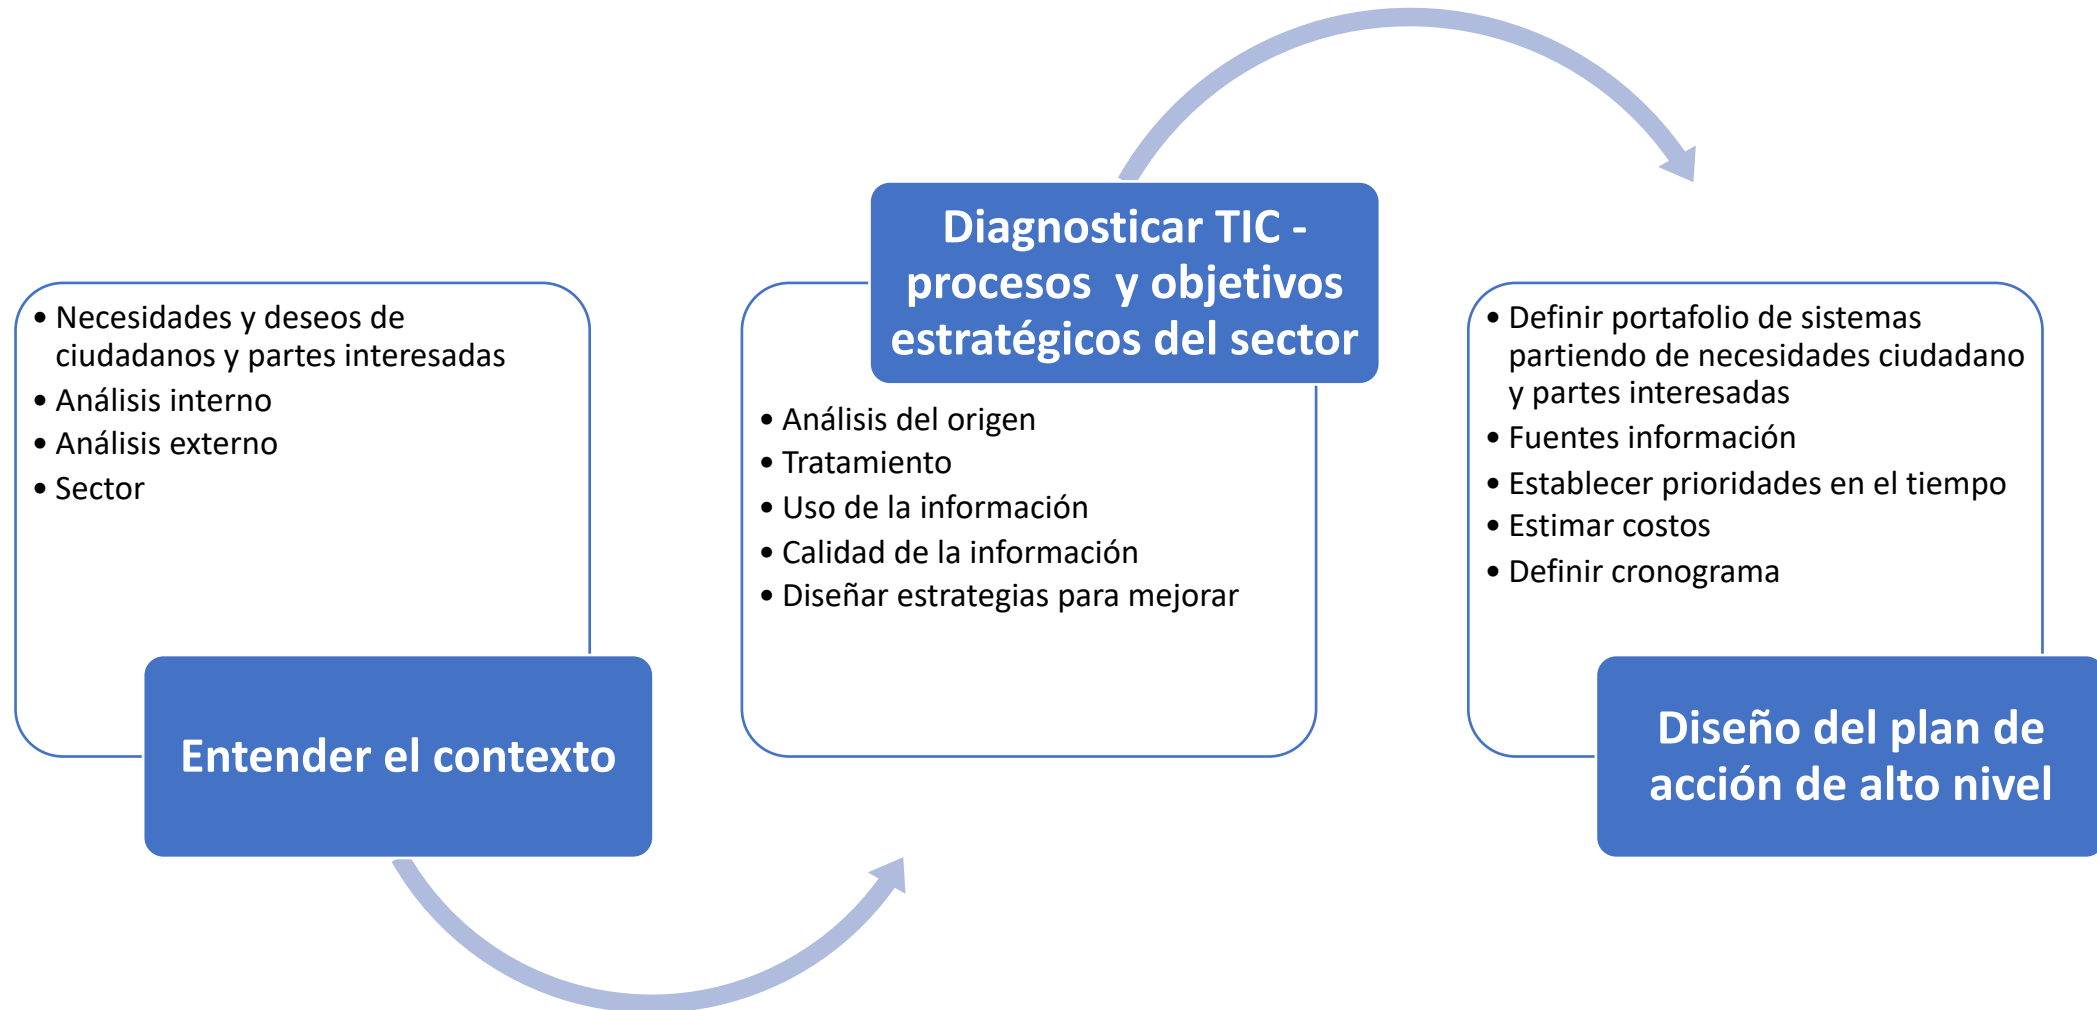 • Necesidades y deseos de
ciudadanos y partes interesadas
• Análisis interno
• Análisis externo
• Sector
Entender el contexto
Diagnosticar TIC -
procesos  y objetivos
estratégicos del sector
• Análisis del origen
• Tratamiento
• Uso de la información
• Calidad de la información
• Diseñar estrategias para mejorar
• Definir portafolio de sistemas
partiendo de necesidades ciudadano
y partes interesadas
• Fuentes información
• Establecer prioridades en el tiempo
• Estimar costos
• Definir cronograma
Diseño del plan de
acción de alto nivel